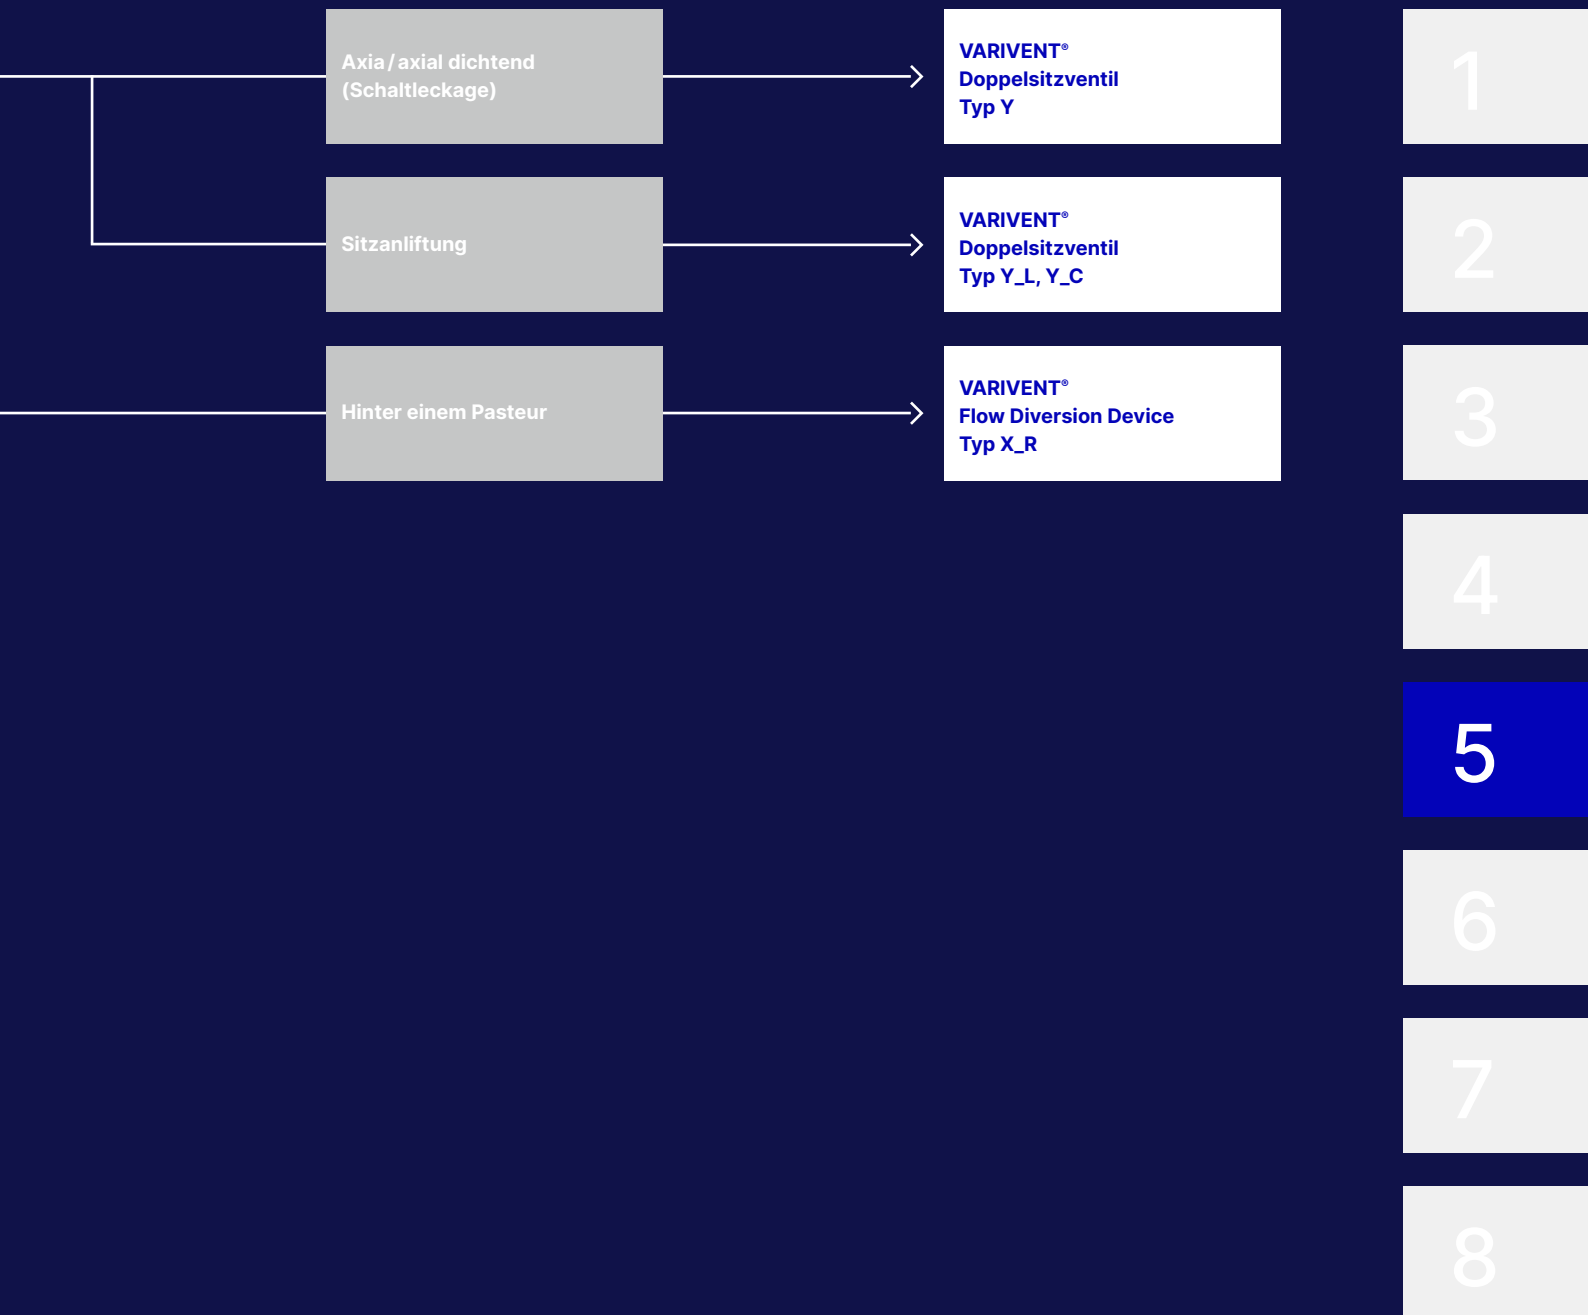 Axia / axial dichtend
(Schaltleckage)
VARIVENT®
Doppelsitzventil
Typ Y
Sitzanliftung
VARIVENT®
Doppelsitzventil
Typ Y_L, Y_C
Hinter einem Pasteur
VARIVENT®
Flow Diversion Device
Typ X_R
1
2
3
4
5
6
7
8